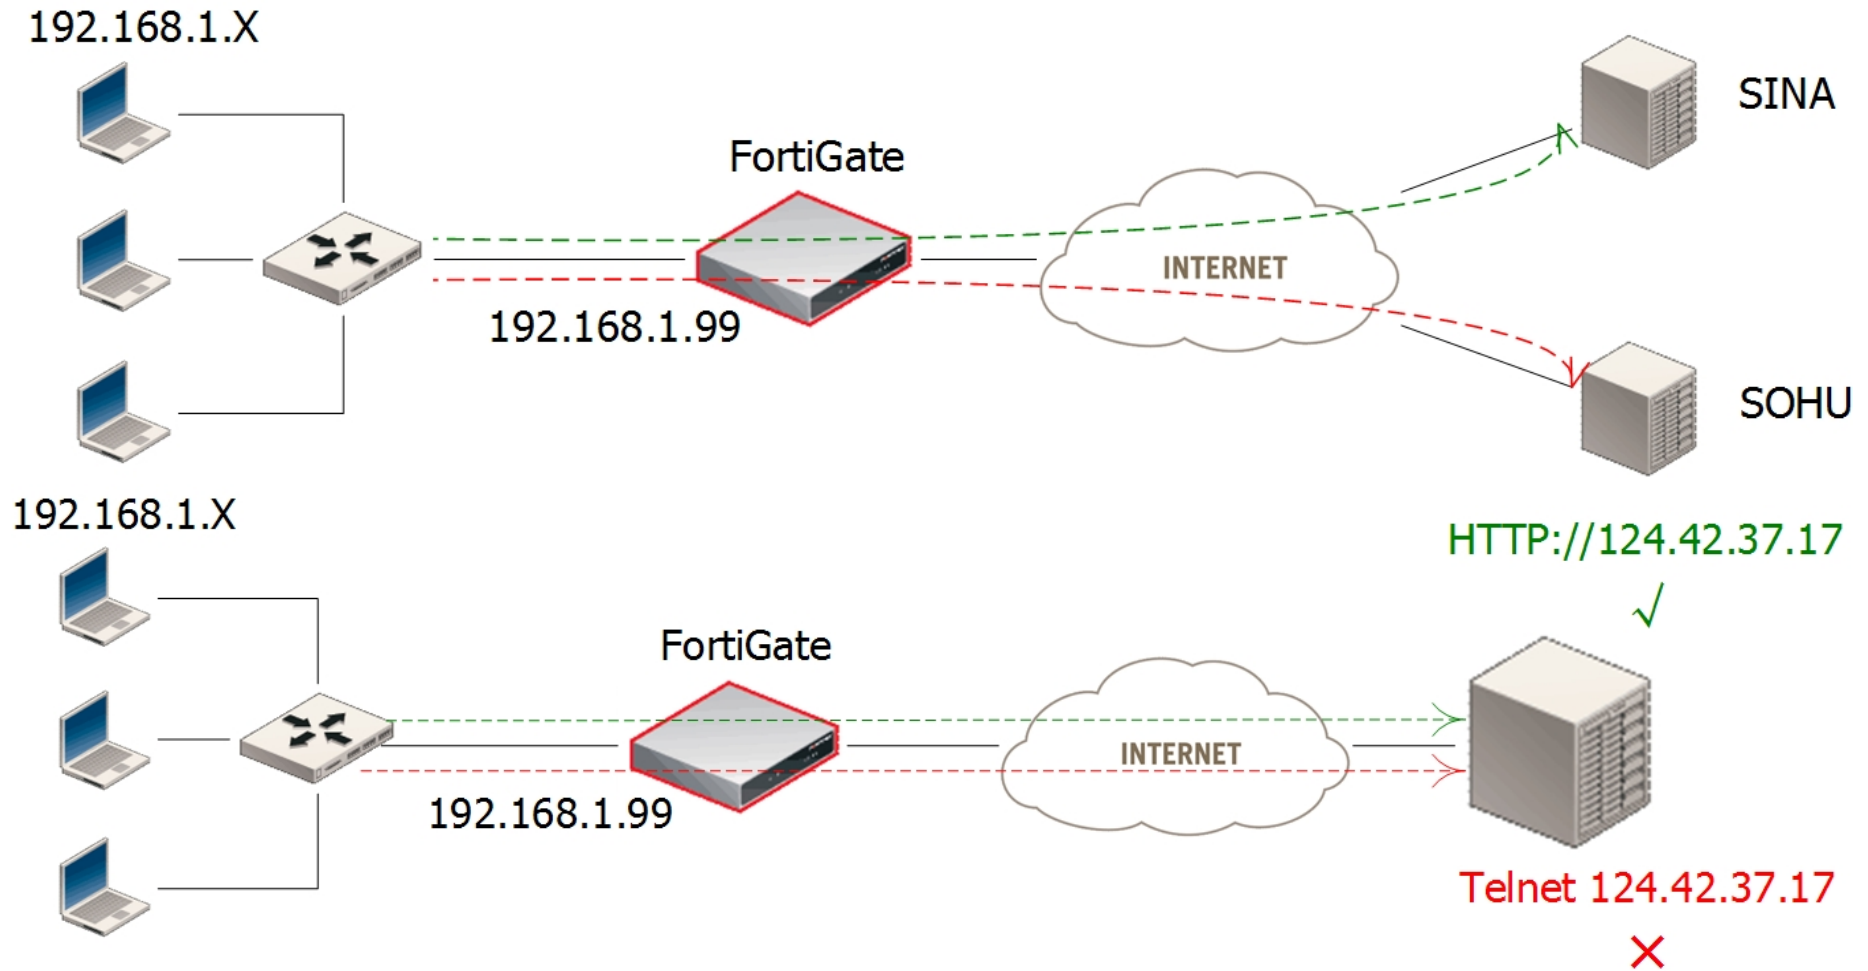 192.168.1.X
SINA
FortiGate
INTERNET
192.168.1.99
SOHU
192.168.1.X
HTTP://124.42.37.17
√
FortiGate
INTERNET
192.168.1.99
Telnet 124.42.37.17
×